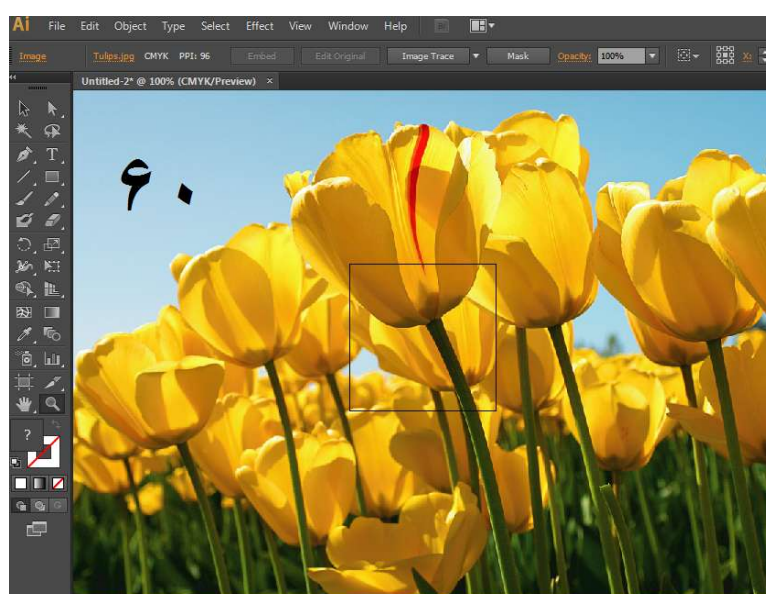 Ai File Edit Object Type Select Effect View Window Help Br
Image Tulips.jpg CMYK PPI: 96 Embed Edit Original Image Trace Mask Opacity: 100% X:
Untitled-2* @ 100% (CMYK/Preview) ×
۶۰
T
?